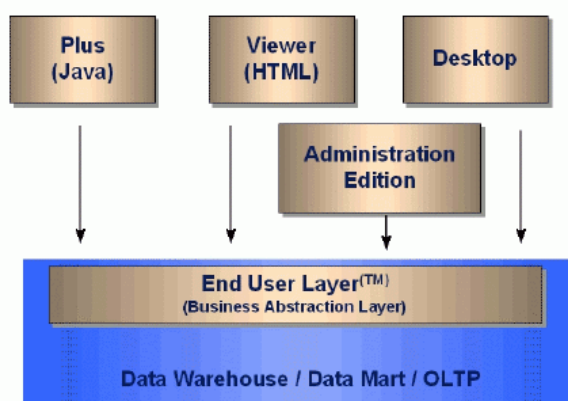 Plus
(Java)
Viewer
(HTML)
Desktop
Administration
Edition
End User Layer(TM)
(Business Abstraction Layer)
Data Warehouse / Data Mart / OLTP